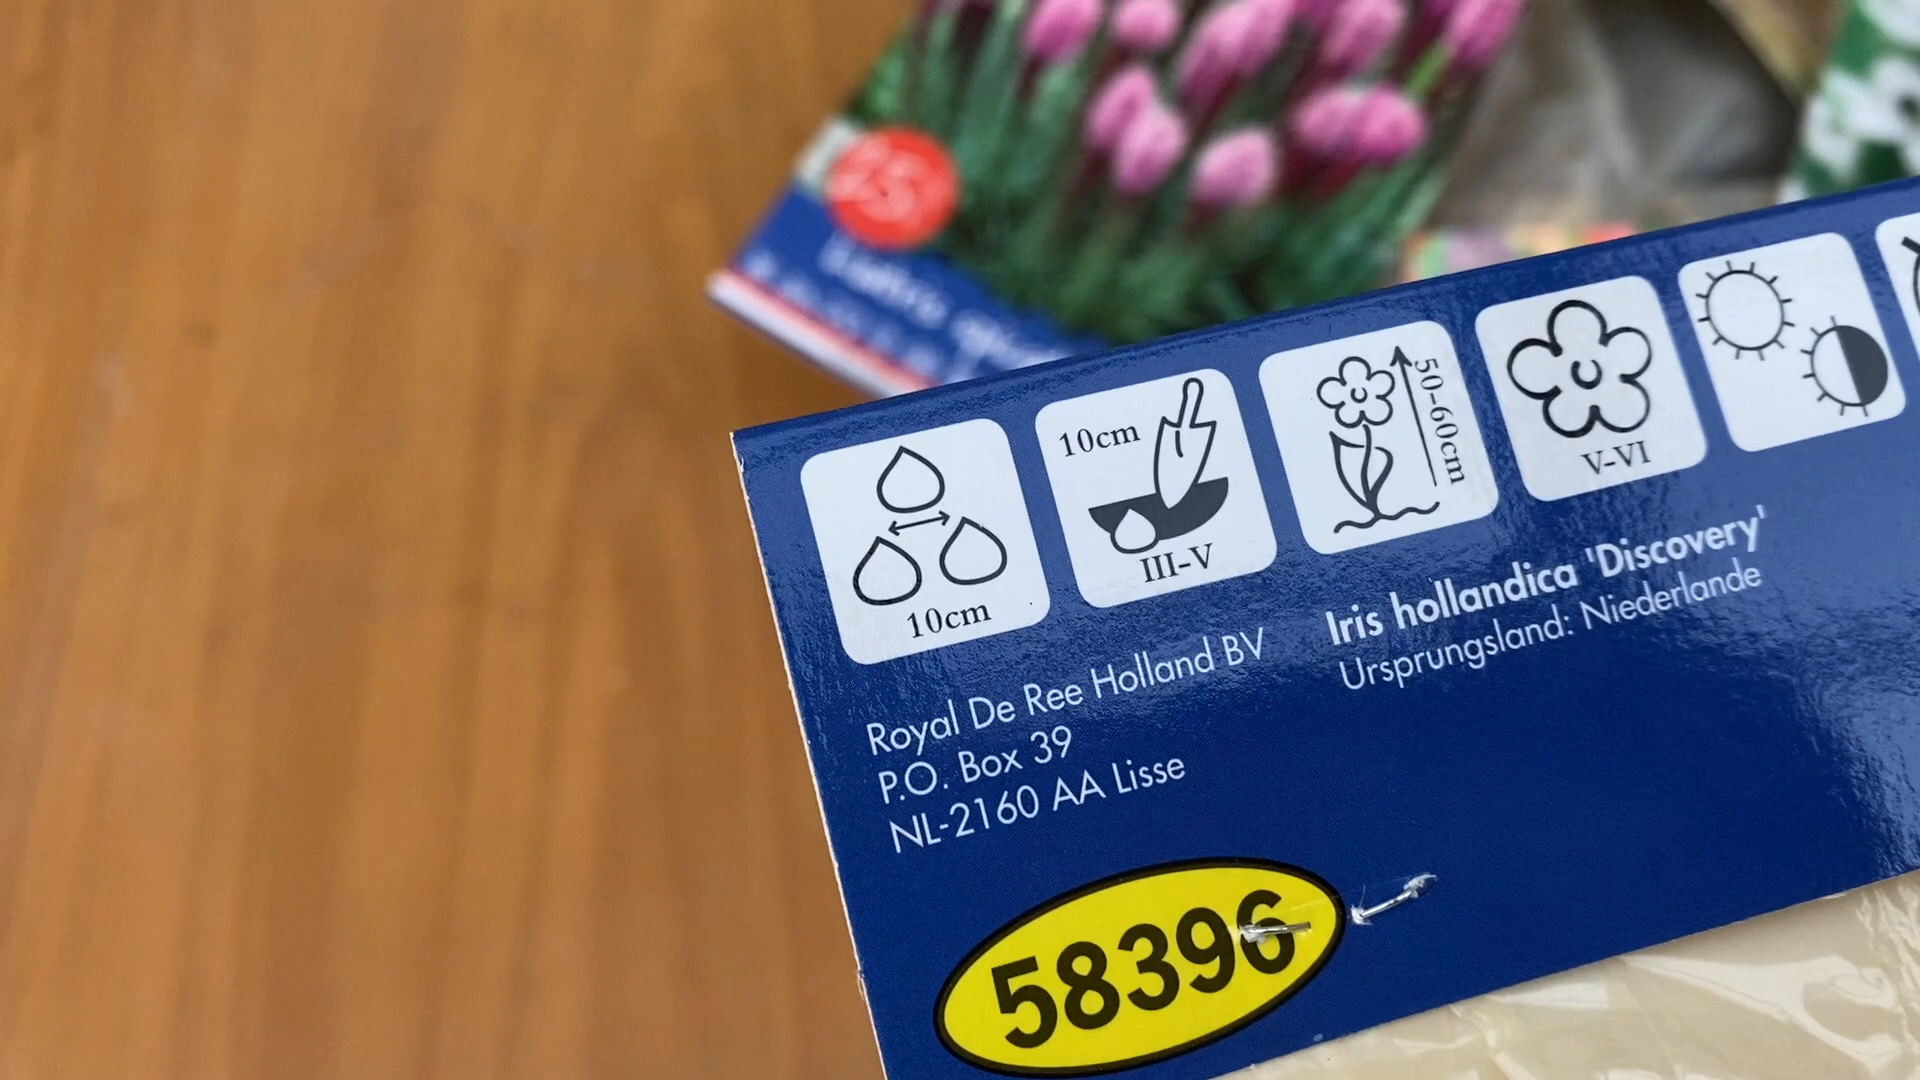 25
10cm
10cm
III-V
50-60cm
V-VI
Royal De Ree Holland BV
P.O. Box 39
NL-2160 AA Lisse
Iris hollandica 'Discovery'
Ursprungsland: Niederlande
58396